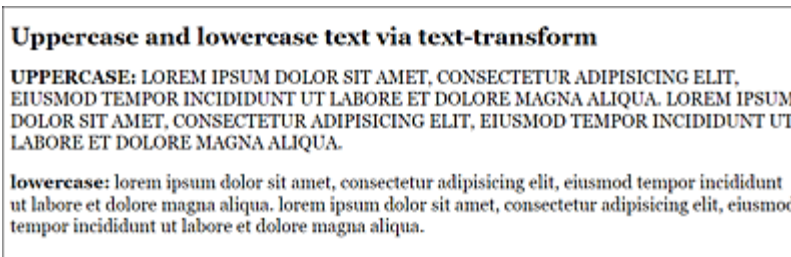 Uppercase and lowercase text via text-transform
UPPERCASE: LOREM IPSUM DOLOR SIT AMET, CONSECTETUR ADIPISICING ELIT,
EIUSMOD TEMPOR INCIDIDUNT UT LABORE ET DOLORE MAGNA ALIQUA. LOREM IPSUM
DOLOR SIT AMET, CONSECTETUR ADIPISICING ELIT, EIUSMOD TEMPOR INCIDIDUNT UT
LABORE ET DOLORE MAGNA ALIQUA.
lowercase: lorem ipsum dolor sit amet, consectetur adipisicing elit, eiusmod tempor incididunt
ut labore et dolore magna aliqua. lorem ipsum dolor sit amet, consectetur adipisicing elit, eiusmod
tempor incididunt ut labore et dolore magna aliqua.